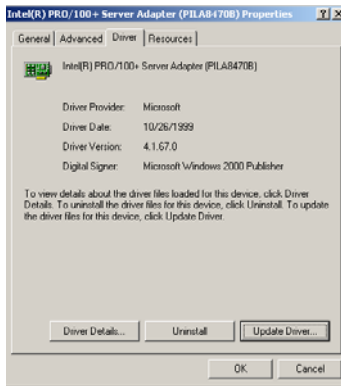 Intel(R) PRO/100+ Server Adapter (PILA8470B) Properties
General Advanced Driver Resources
Intel(R) PRO/100+ Server Adapter (PILA8470B)
Driver Provider: Microsoft
Driver Date: 10/26/1999
Driver Version: 4.1.67.0
Digital Signer: Microsoft Windows 2000 Publisher
To view details about the driver files loaded for this device, click Driver
Details. To uninstall the driver files for this device, click Uninstall. To update
the driver files for this device, click Update Driver.
Driver Details... Uninstall Update Driver...
OK Cancel